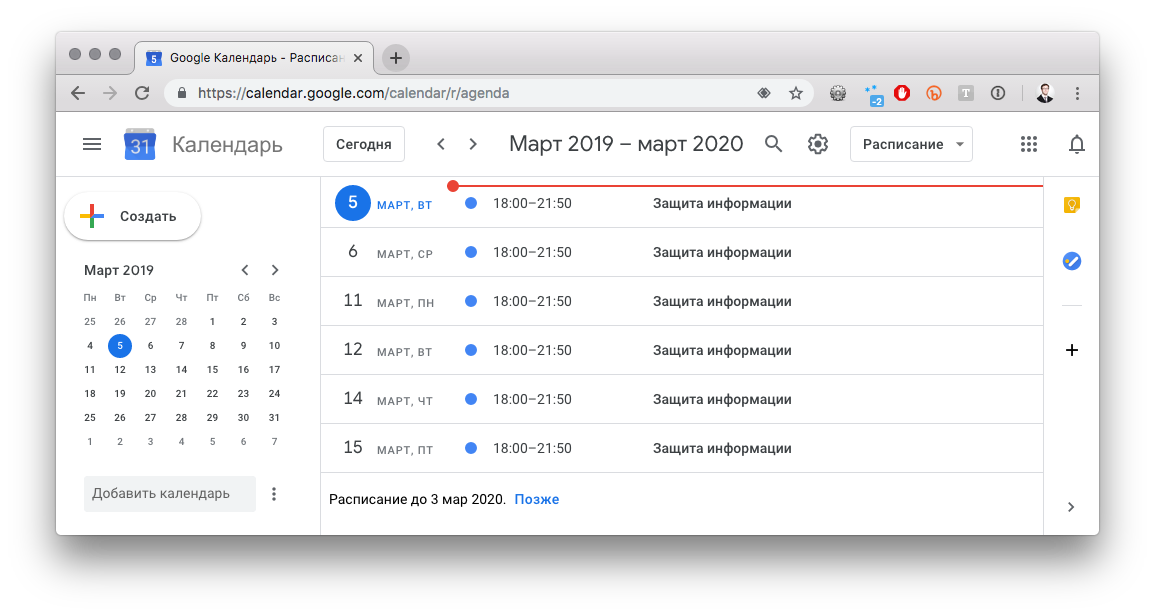 5
Google Календарь - Расписан
https://calendar.google.com/calendar/r/agenda
-2
T
31
Календарь
Сегодня
Март 2019 – март 2020
Расписание
Создать
Март 2019
Пн Вт Ср Чт Пт Сб Вс
25 26 27 28 1 2 3
4 5 6 7 8 9 10
11 12 13 14 15 16 17
18 19 20 21 22 23 24
25 26 27 28 29 30 31
1 2 3 4 5 6 7
Добавить календарь
5 МАРТ, ВТ 18:00–21:50 Защита информации
6 МАРТ, СР 18:00–21:50 Защита информации
11 МАРТ, ПН 18:00–21:50 Защита информации
12 МАРТ, ВТ 18:00–21:50 Защита информации
14 МАРТ, ЧТ 18:00–21:50 Защита информации
15 МАРТ, ПТ 18:00–21:50 Защита информации
Расписание до 3 мар 2020. Позже